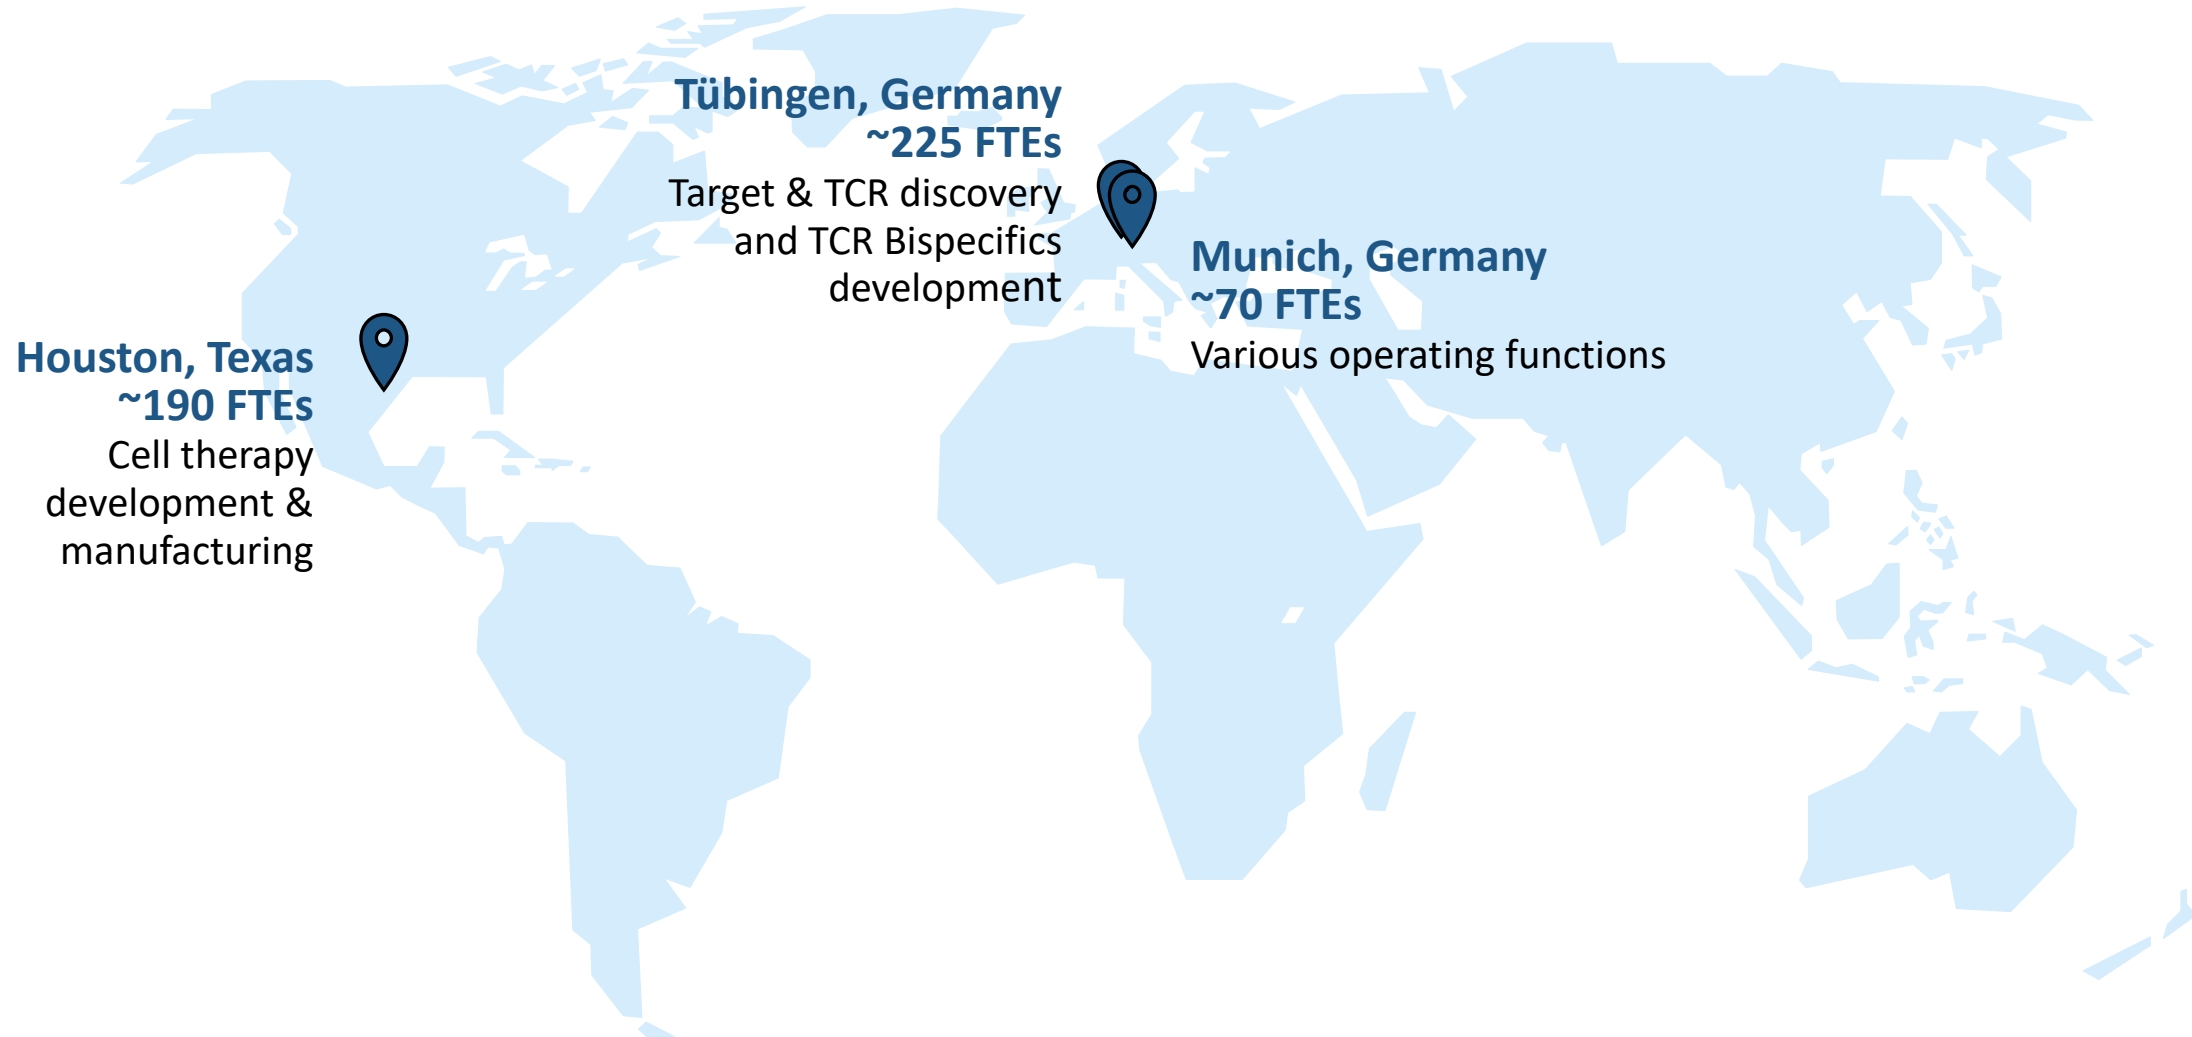 Tübingen, Germany
~225 FTEs
Target & TCR discovery
and TCR Bispecifics
development
Munich, Germany
~70 FTEs
Various operating functions
Houston, Texas
~190 FTEs
Cell therapy
development &
manufacturing